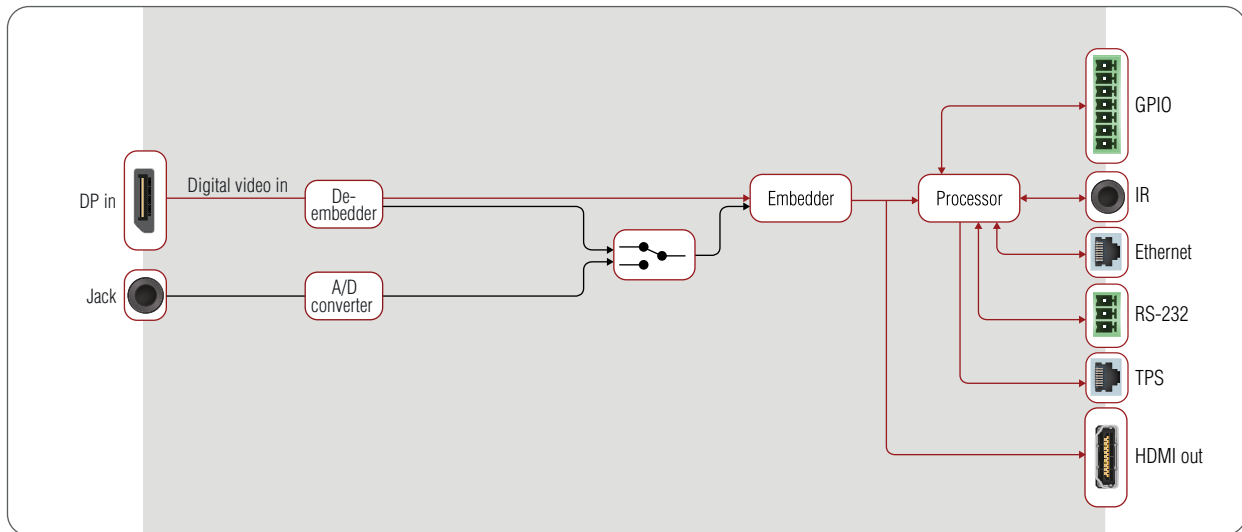 GPIO
Digital video in
DP in
De-
embedder
Embedder
Processor
IR
Ethernet
Jack
A/D
converter
RS-232
TPS
HDMI out